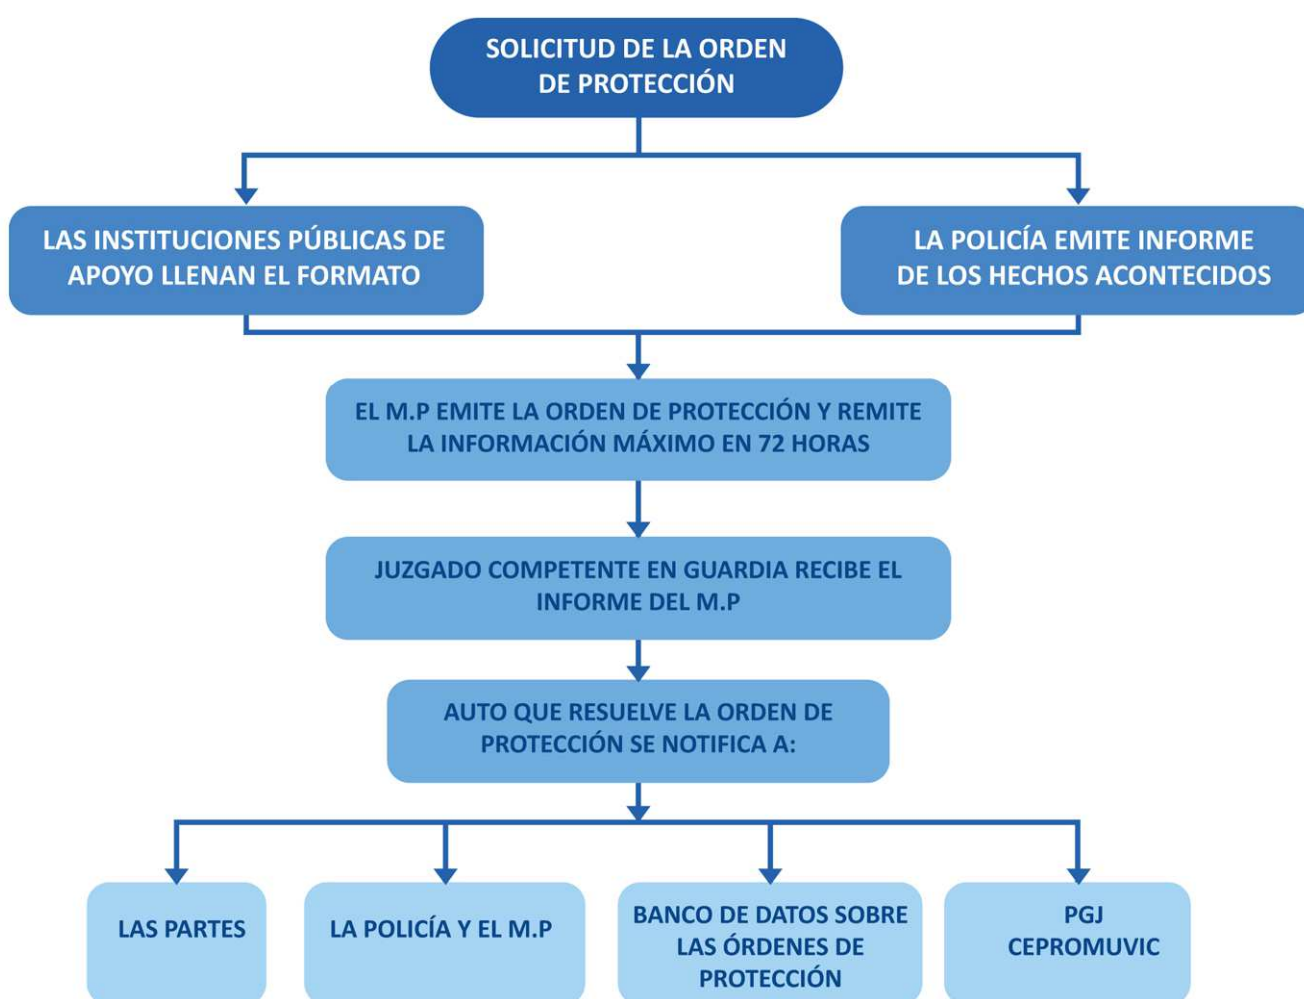 SOLICITUD DE LA ORDEN
DE PROTECCIÓN
LAS INSTITUCIONES PÚBLICAS DE
APOYO LLENAN EL FORMATO
LA POLICÍA EMITE INFORME
DE LOS HECHOS ACONTECIDOS
EL M.P EMITE LA ORDEN DE PROTECCIÓN Y REMITE
LA INFORMACIÓN MÁXIMO EN 72 HORAS
JUZGADO COMPETENTE EN GUARDIA RECIBE EL
INFORME DEL M.P
AUTO QUE RESUELVE LA ORDEN DE
PROTECCIÓN SE NOTIFICA A:
LAS PARTES
LA POLICÍA Y EL M.P
BANCO DE DATOS SOBRE
LAS ÓRDENES DE
PROTECCIÓN
PGJ
CEPROMUVIC